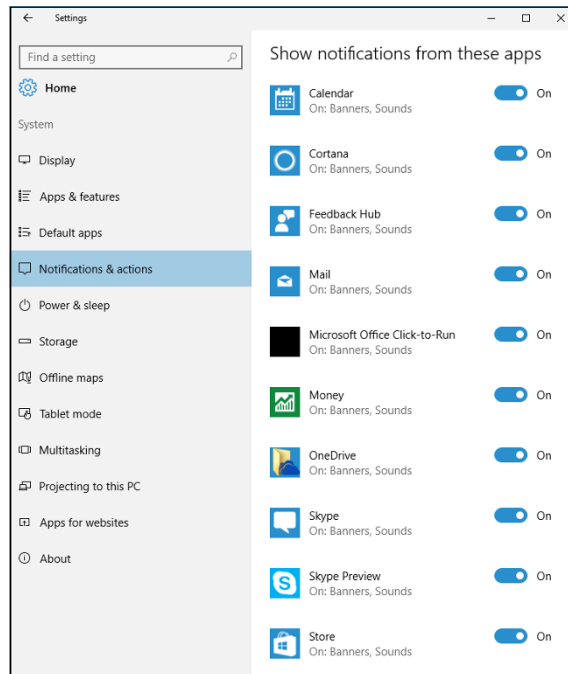 Settings
Find a setting
Home
System
Display
Apps & features
Default apps
Notifications & actions
Power & sleep
Storage
Offline maps
Tablet mode
Multitasking
Projecting to this PC
Apps for websites
About
Show notifications from these apps
Calendar
On: Banners, Sounds
On
Cortana
On: Banners, Sounds
On
Feedback Hub
On: Banners, Sounds
On
Mail
On: Banners, Sounds
On
Microsoft Office Click-to-Run
On: Banners, Sounds
On
Money
On: Banners, Sounds
On
OneDrive
On: Banners, Sounds
On
Skype
On: Banners, Sounds
On
Skype Preview
On: Banners, Sounds
On
Store
On: Banners, Sounds
On